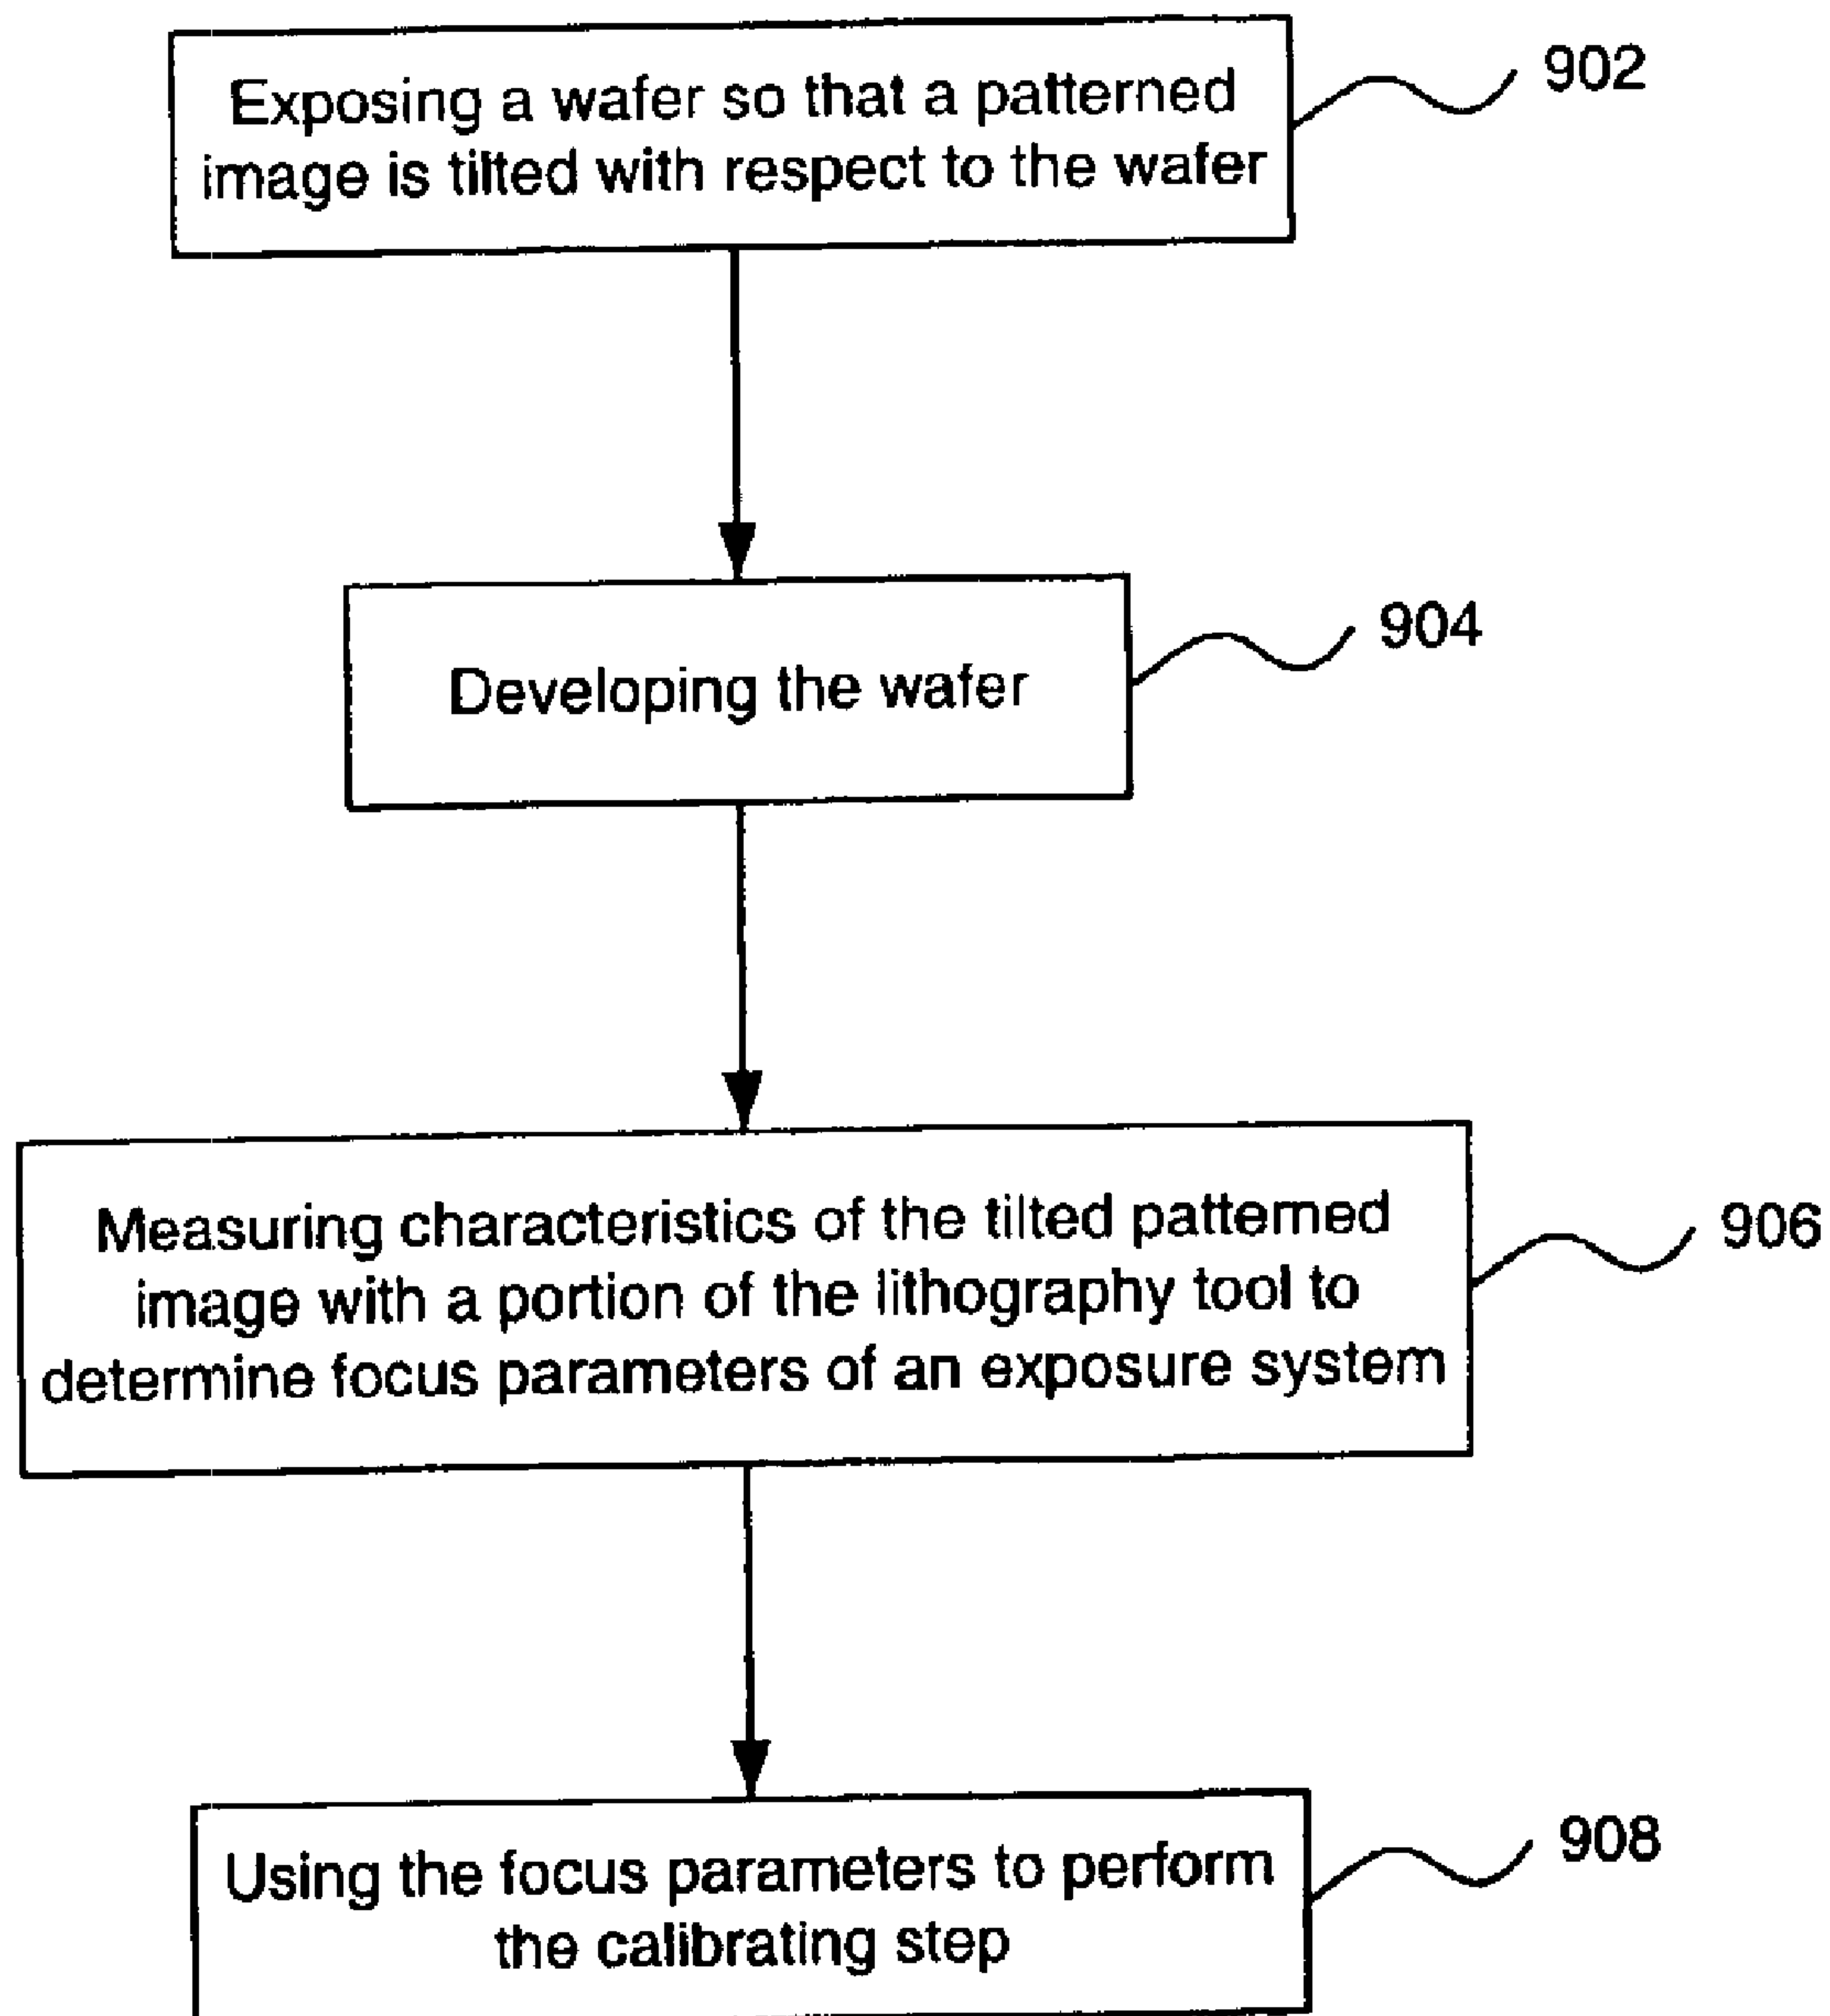 Exposing a wafer so that a patterned
image is tilted with respect to the wafer
902
Developing the wafer
904
Measuring characteristics of the tilted patterned
image with a portion of the lithography tool to
determine focus parameters of an exposure system
906
Using the focus parameters to perform
the calibrating step
908